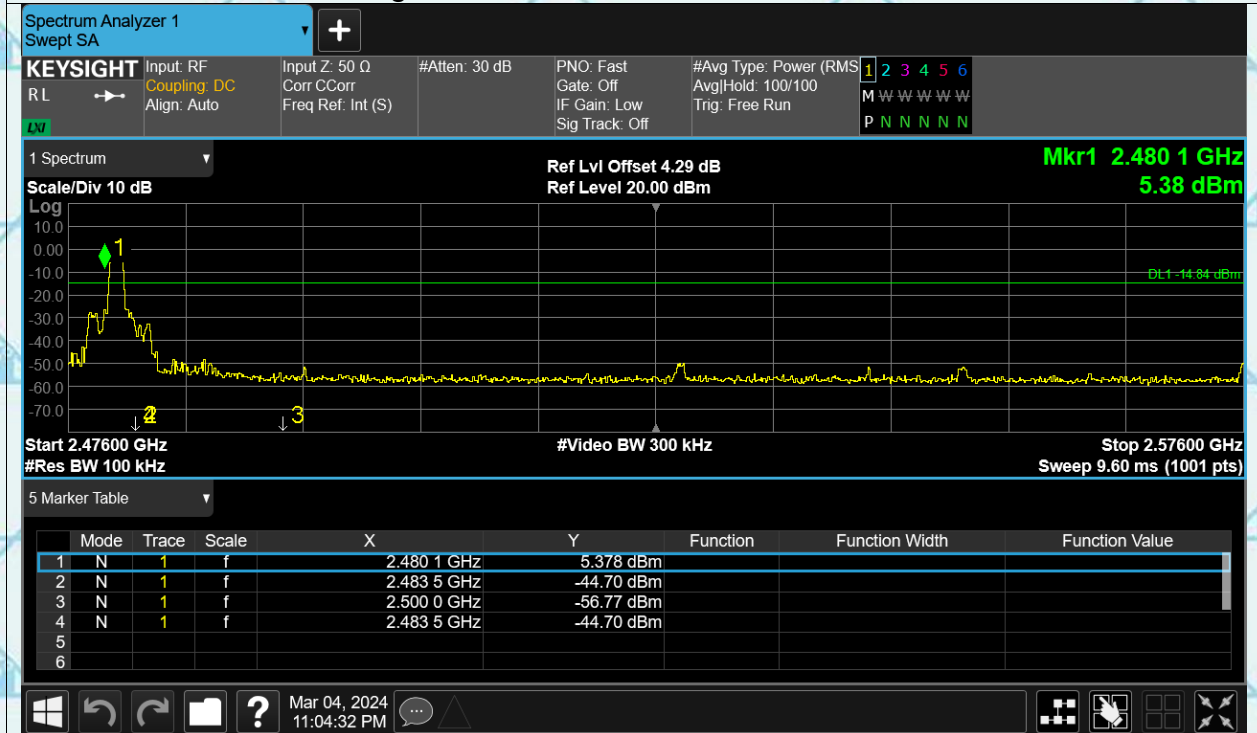 Spectrum Analyzer 1
Swept SA
+
KEYSIGHT
RL
LXI
Input: RF
Coupling: DC
Align: Auto
Input Z: 50 Ω
Corr CCorr
Freq Ref: Int (S)
#Atten: 30 dB
PNO: Fast
Gate: Off
IF Gain: Low
Sig Track: Off
#Avg Type: Power (RMS
Avg|Hold: 100/100
Trig: Free Run
1 2 3 4 5 6
M W W W W W
P N N N N N
1 Spectrum
Scale/Div 10 dB
Ref Lvl Offset 4.29 dB
Ref Level 20.00 dBm
Mkr1 2.480 1 GHz
5.38 dBm
Log
10.0
0.00
-10.0
-20.0
-30.0
-40.0
-50.0
-60.0
-70.0
1
DL1 -14.84 dBm
2
4
3
Start 2.47600 GHz
#Res BW 100 kHz
#Video BW 300 kHz
Stop 2.57600 GHz
Sweep 9.60 ms (1001 pts)
5 Marker Table
Mode Trace Scale X Y Function Function Width Function Value
1 N 1 f 2.480 1 GHz 5.378 dBm
2 N 1 f 2.483 5 GHz -44.70 dBm
3 N 1 f 2.500 0 GHz -56.77 dBm
4 N 1 f 2.483 5 GHz -44.70 dBm
5
6
?
Mar 04, 2024
11:04:32 PM